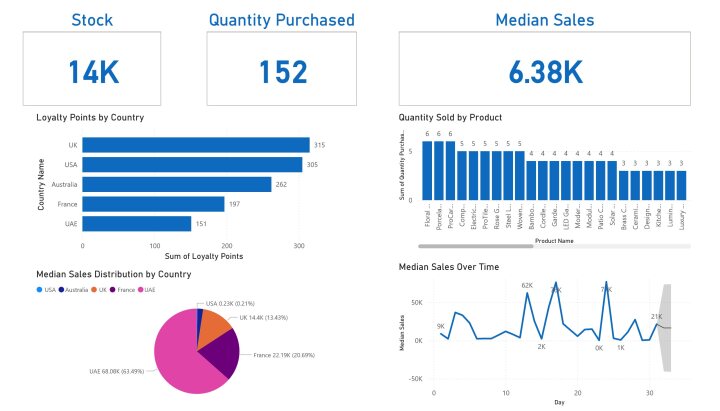 Stock
Quantity Purchased
Median Sales
14K
152
6.38K
Loyalty Points by Country
Country Name
UK
315
USA
305
Australia
262
France
197
UAE
151
0
100
200
300
Sum of Loyalty Points
Quantity Sold by Product
Sum of Quantity Purchas...
5
0
6 6 6 5 5 5 5 5 5 4 4 4 4 4 4 4 4 3 3 3 3 3 3
Floral ...
Porcela...
ProCar...
Comp...
Electric...
ProTile...
Rose G...
Steel L...
Woven...
Bambo...
Candle...
Garde...
LED Ga...
Moder...
Modul...
Patio C...
Solar ...
Brass C...
Cerami...
Design...
Kitche...
Lumin...
Luxury ...
Product Name
Median Sales Distribution by Country
USA Australia UK France UAE
USA 0.23K (0.21%)
UK 14.4K (13.43%)
France 22.19K (20.69%)
UAE 68.08K (63.49%)
Median Sales Over Time
Median Sales
50K
0K
-50K
9K
62K
2K
0K
1K
21K
0
10
20
30
Day